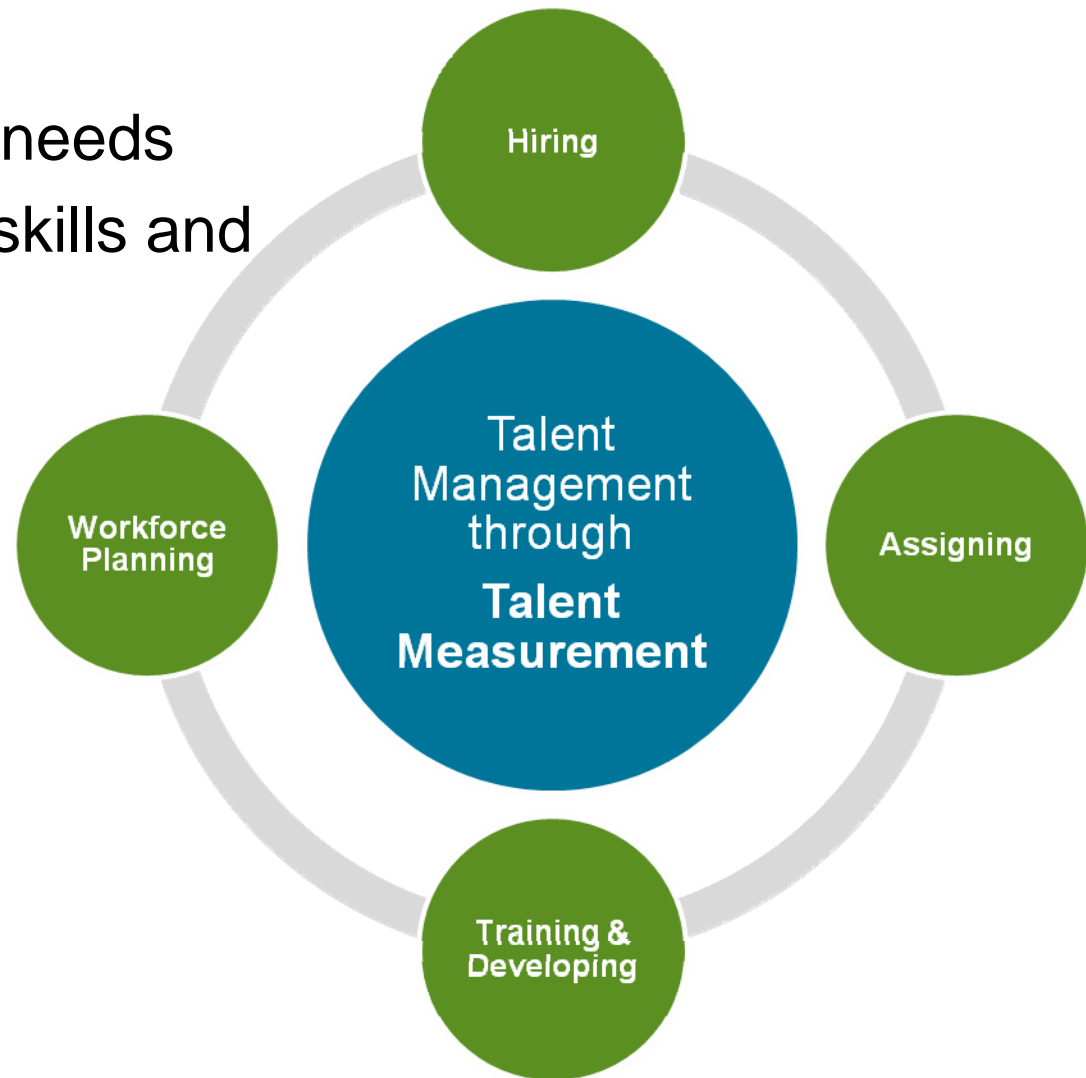 needs
skills and
Hiring
Talent
Management
through
Talent
Measurement
Workforce
Planning
Assigning
Training &
Developing